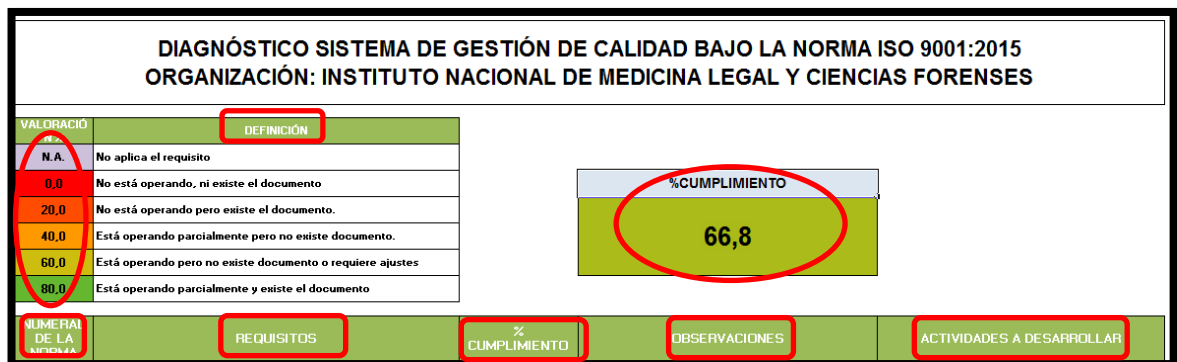 DIAGNÓSTICO SISTEMA DE GESTIÓN DE CALIDAD BAJO LA NORMA ISO 9001:2015
ORGANIZACIÓN: INSTITUTO NACIONAL DE MEDICINA LEGAL Y CIENCIAS FORENSES
VALORACIÓ
N % DEFINICIÓN
N.A. No aplica el requisito
0,0 No está operando, ni existe el documento
20,0 No está operando pero existe el documento.
40,0 Está operando parcialmente pero no existe documento.
60,0 Está operando pero no existe documento o requiere ajustes
80,0 Está operando parcialmente y existe el documento
%CUMPLIMIENTO
66,8
NUMERAL
DE LA
NORMA
REQUISITOS
%
CUMPLIMIENTO
OBSERVACIONES
ACTIVIDADES A DESARROLLAR